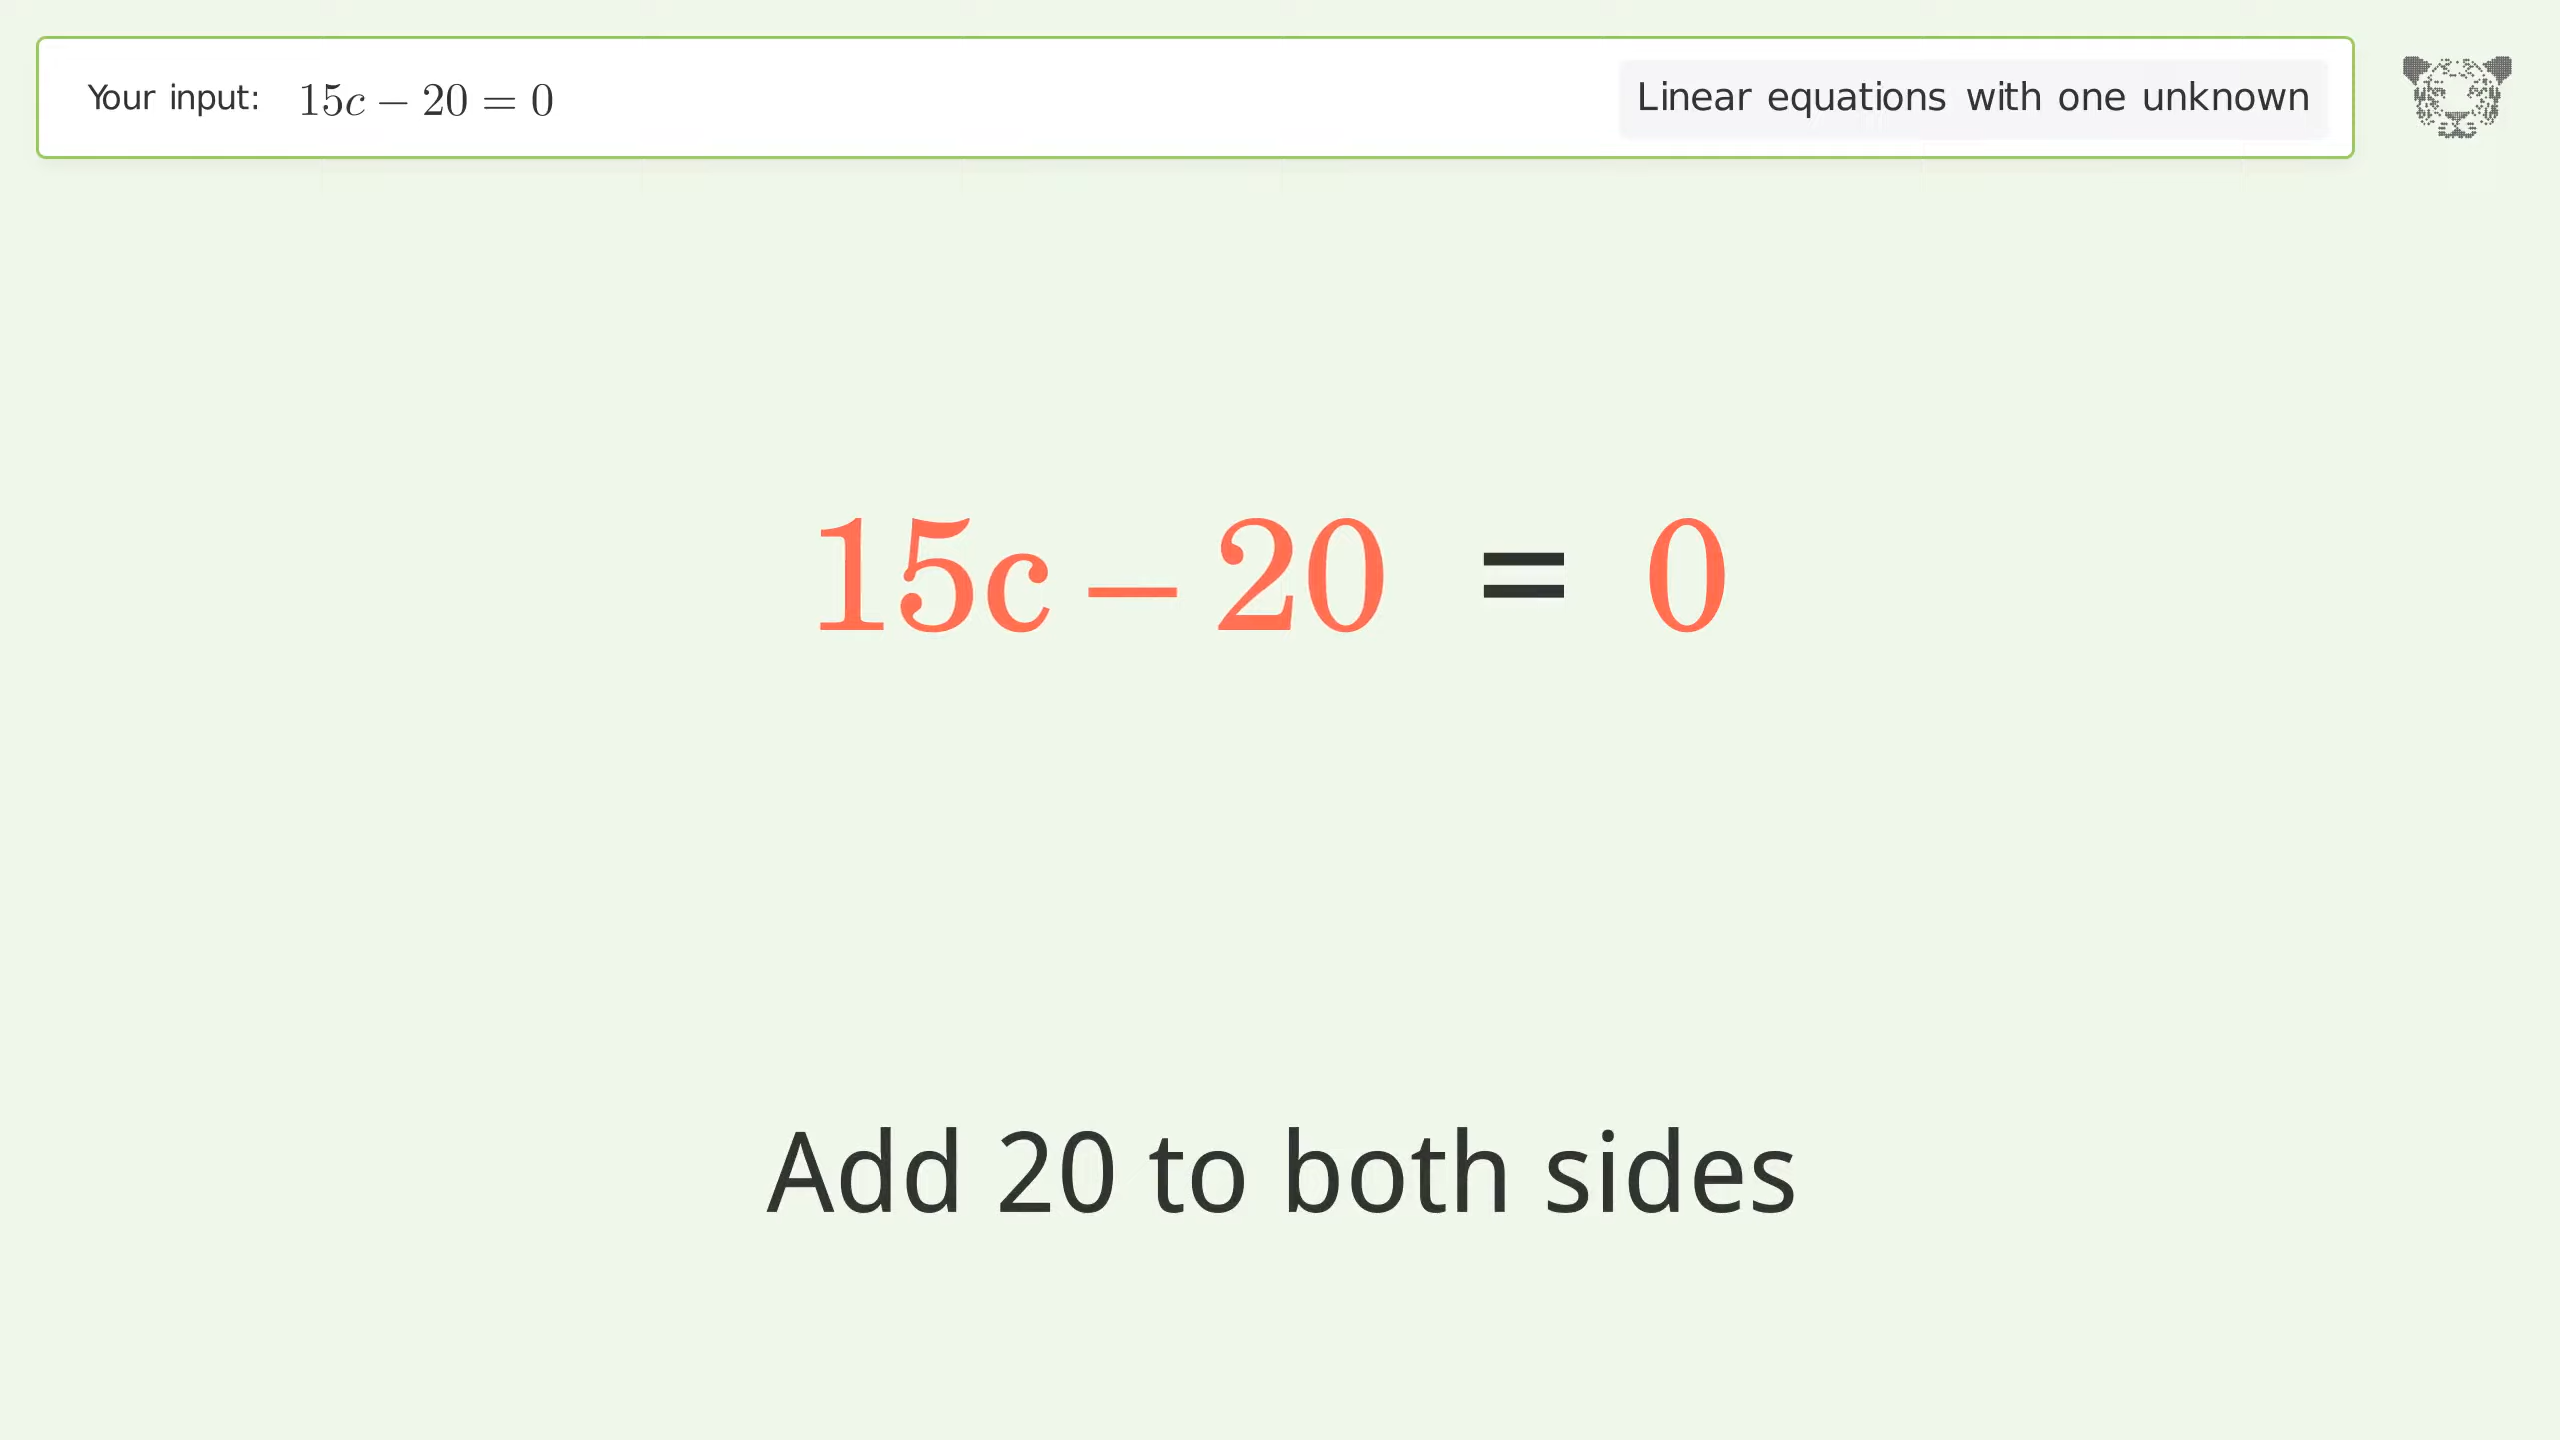 Your input: 15c − 20 = 0
Linear equations with one unknown
15c − 20 = 0
Add 20 to both sides